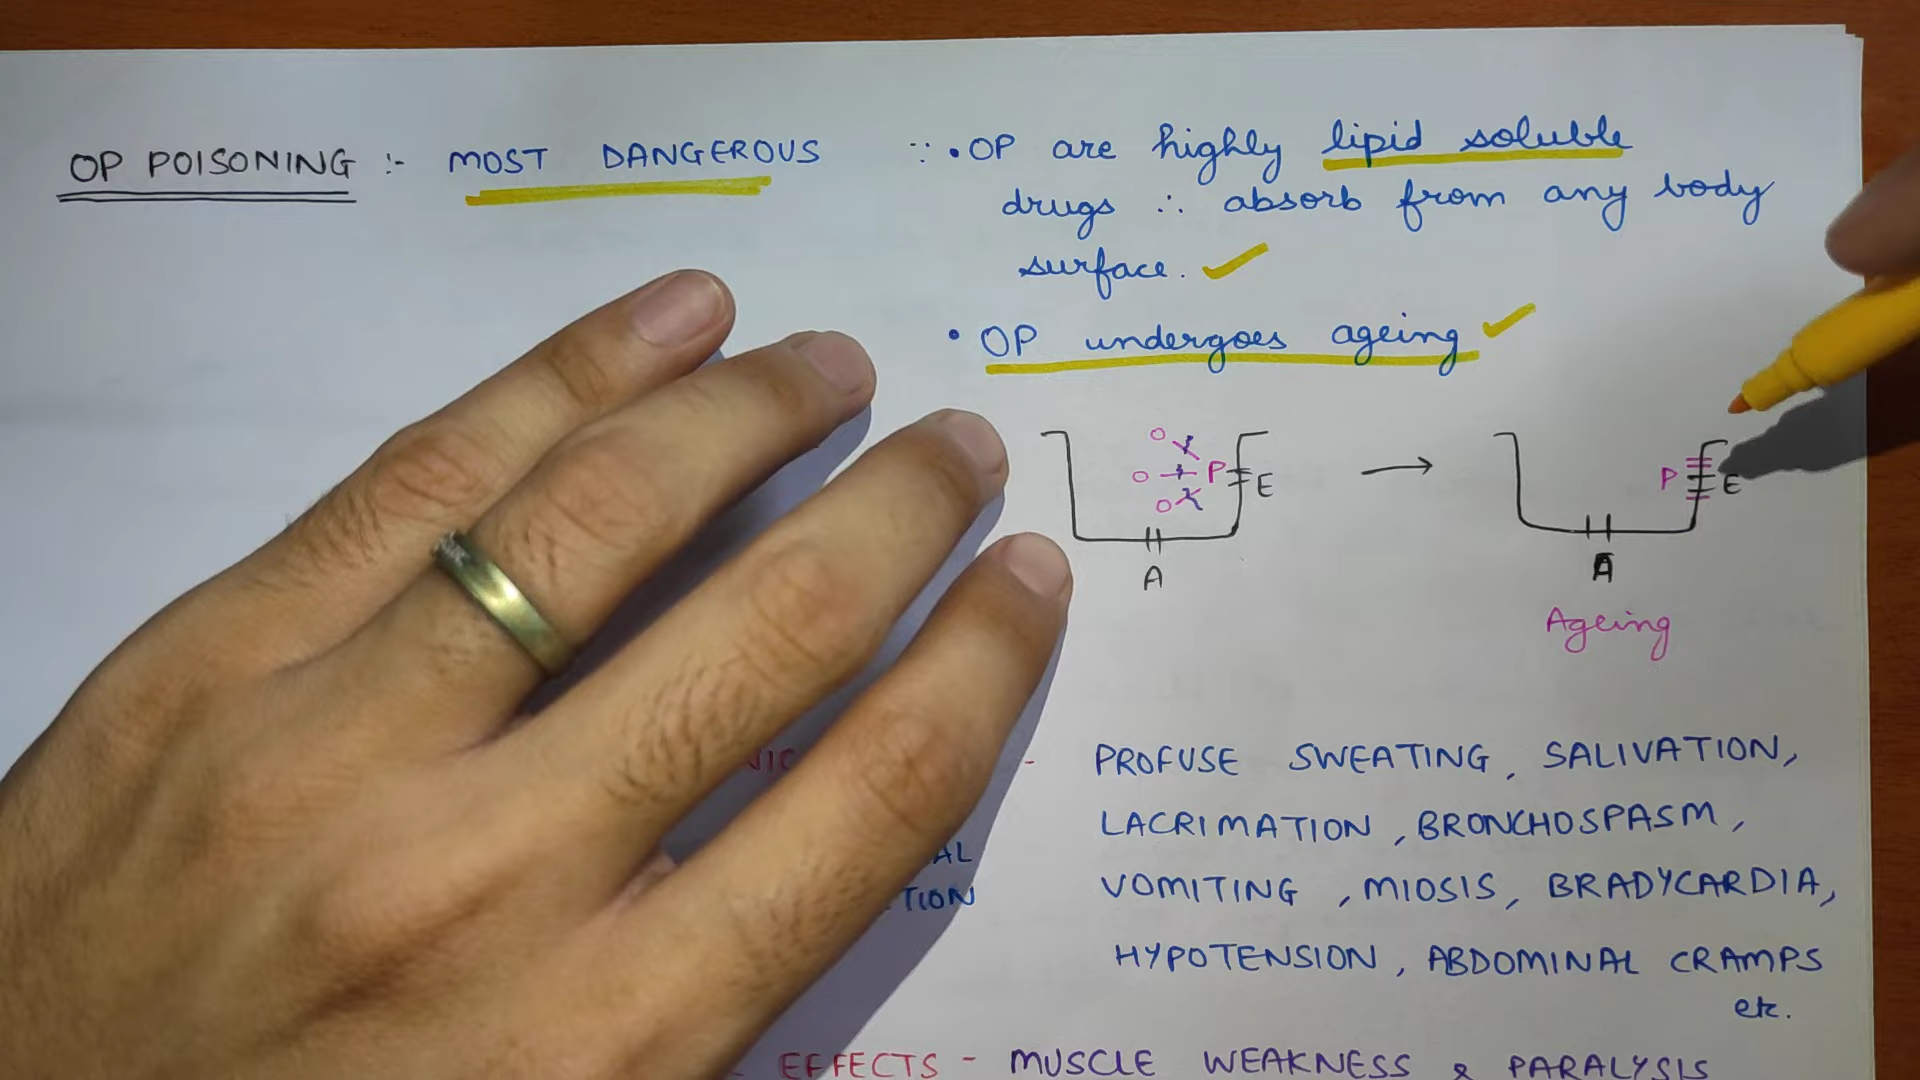 OP POISONING :- MOST DANGEROUS ∵ • OP are highly lipid soluble
drugs ∴ absorb from any body
surface.
• OP undergoes ageing
O
O P E → P E
O
A A
Ageing
- PROFUSE SWEATING, SALIVATION,
LACRIMATION, BRONCHOSPASM,
VOMITING, MIOSIS, BRADYCARDIA,
HYPOTENSION, ABDOMINAL CRAMPS
etc.
EFFECTS - MUSCLE WEAKNESS & PARALYSIS